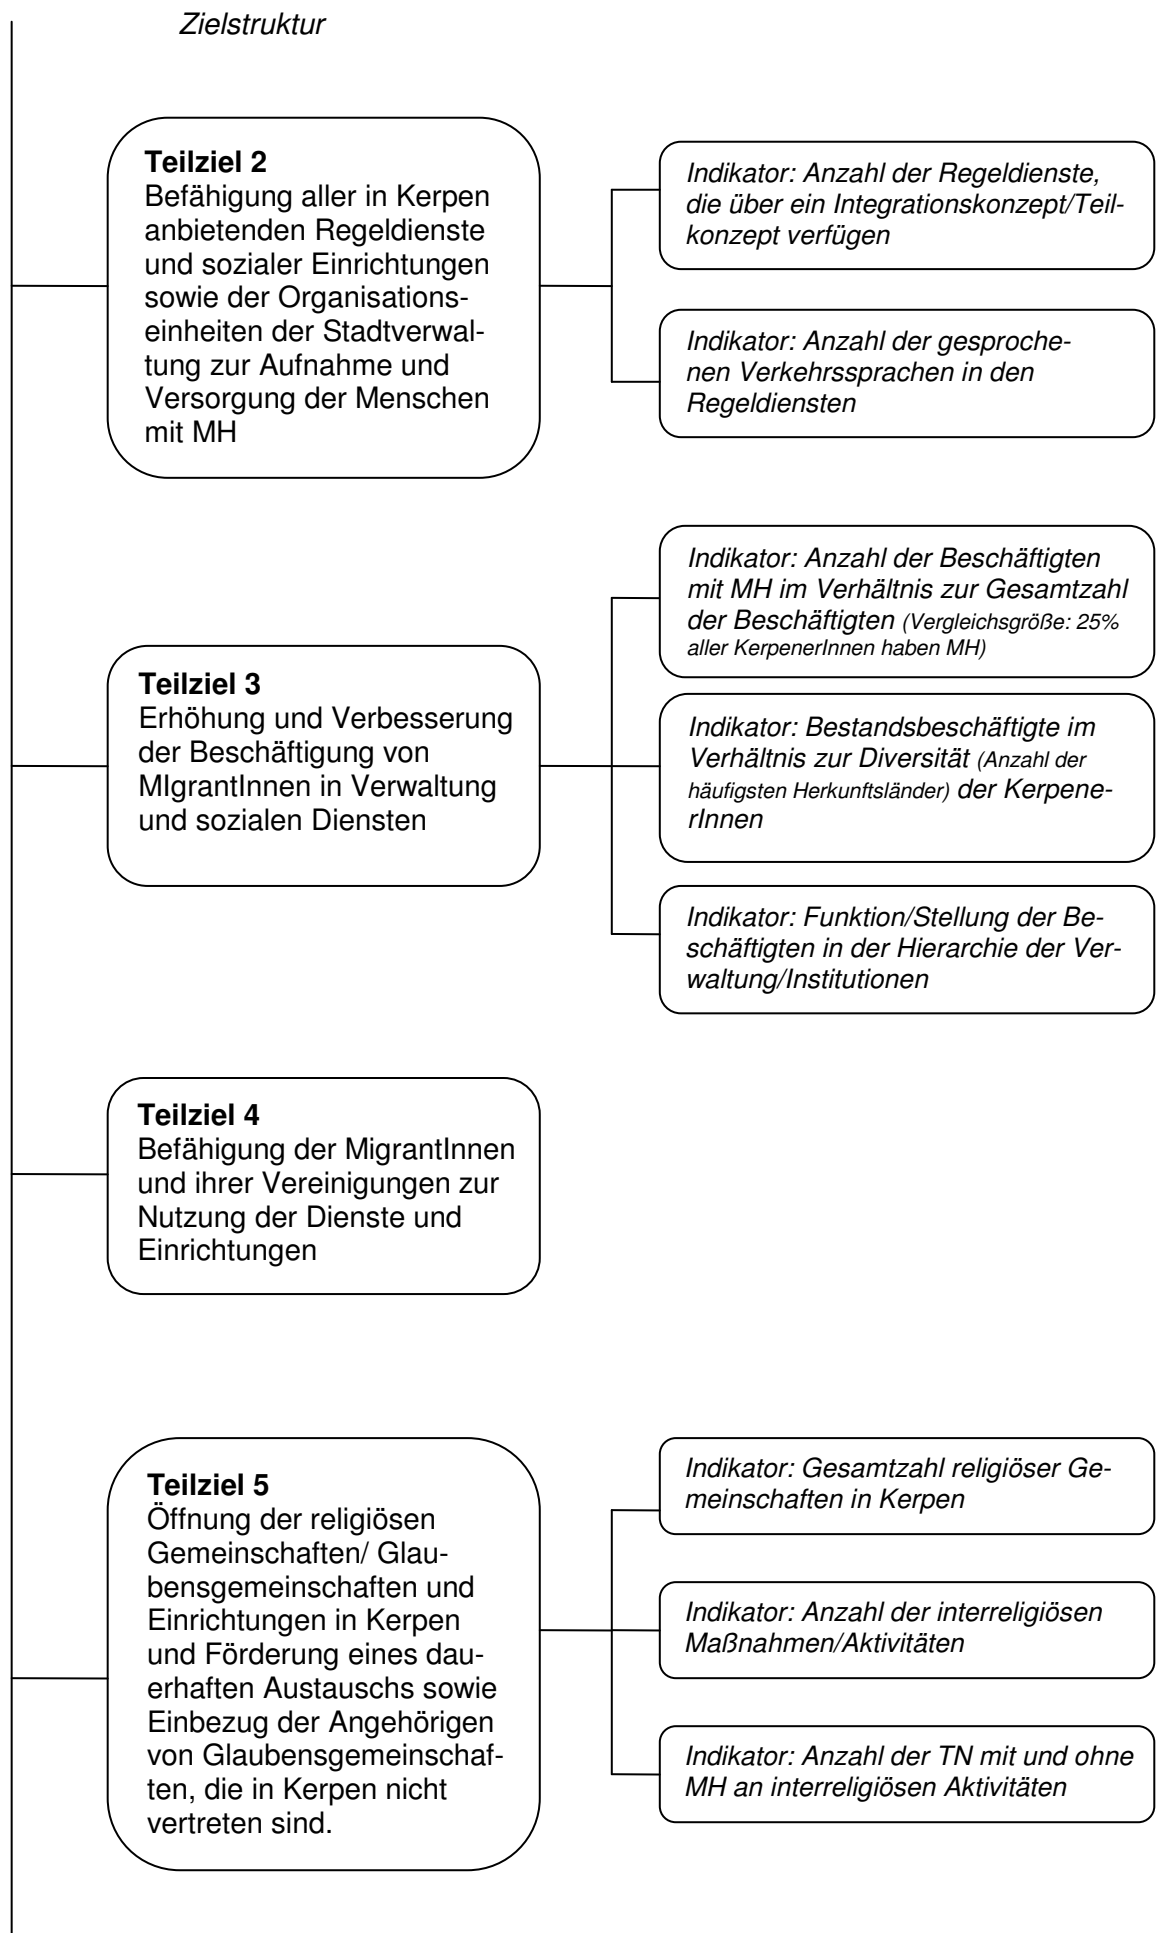 Zielstruktur
Teilziel 2
Befähigung aller in Kerpen
anbietenden Regeldienste
und sozialer Einrichtungen
sowie der Organisations-
einheiten der Stadtverwal-
tung zur Aufnahme und
Versorgung der Menschen
mit MH
Indikator: Anzahl der Regeldienste,
die über ein Integrationskonzept/Teil-
konzept verfügen
Indikator: Anzahl der gesproche-
nen Verkehrssprachen in den
Regeldiensten
Teilziel 3
Erhöhung und Verbesserung
der Beschäftigung von
MIgrantInnen in Verwaltung
und sozialen Diensten
Indikator: Anzahl der Beschäftigten
mit MH im Verhältnis zur Gesamtzahl
der Beschäftigten (Vergleichsgröße: 25%
aller KerpenerInnen haben MH)
Indikator: Bestandsbeschäftigte im
Verhältnis zur Diversität (Anzahl der
häufigsten Herkunftsländer) der Kerpene-
rInnen
Indikator: Funktion/Stellung der Be-
schäftigten in der Hierarchie der Ver-
waltung/Institutionen
Teilziel 4
Befähigung der MigrantInnen
und ihrer Vereinigungen zur
Nutzung der Dienste und
Einrichtungen
Teilziel 5
Öffnung der religiösen
Gemeinschaften/ Glau-
bensgemeinschaften und
Einrichtungen in Kerpen
und Förderung eines dau-
erhaften Austauschs sowie
Einbezug der Angehörigen
von Glaubensgemeinschaf-
ten, die in Kerpen nicht
vertreten sind.
Indikator: Gesamtzahl religiöser Ge-
meinschaften in Kerpen
Indikator: Anzahl der interreligiösen
Maßnahmen/Aktivitäten
Indikator: Anzahl der TN mit und ohne
MH an interreligiösen Aktivitäten